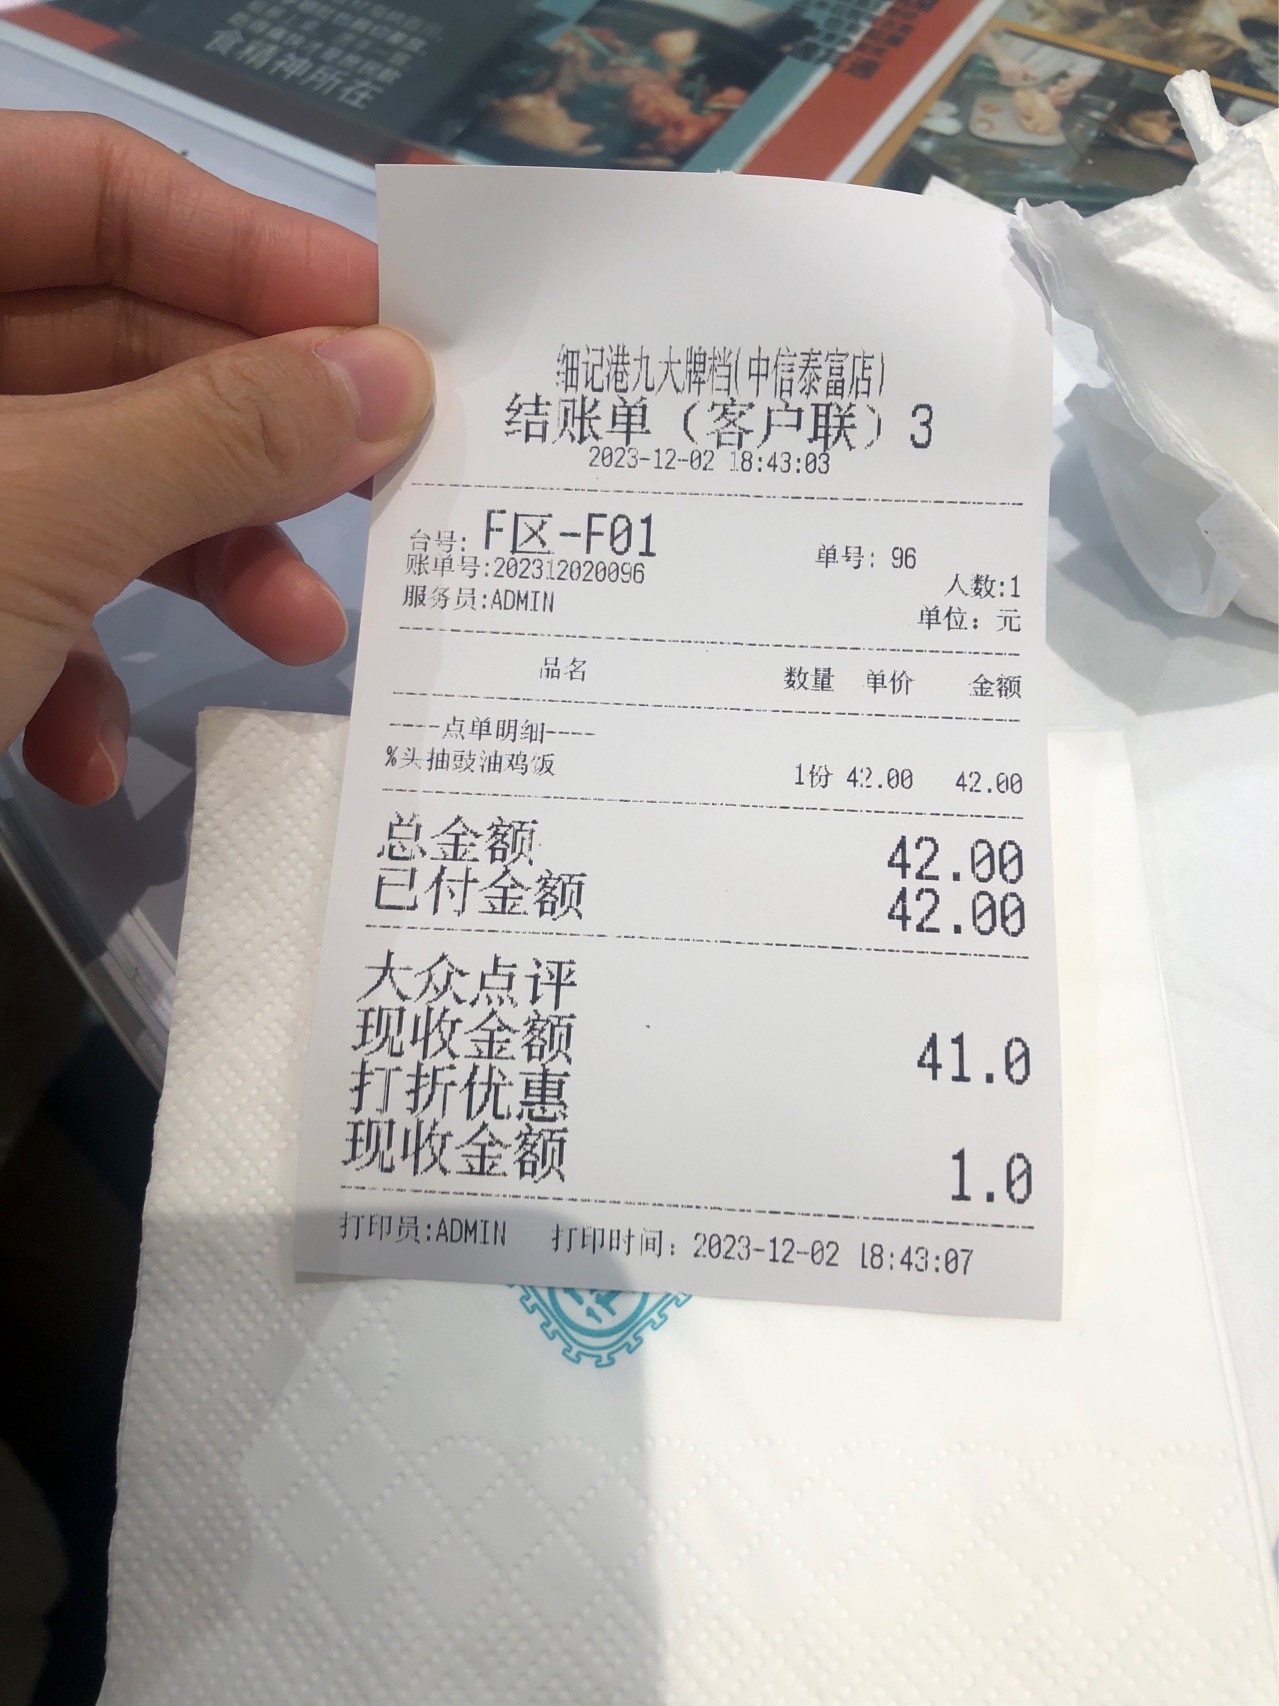 食精神所在
细记港九大牌档(中信泰富店)
结账单（客户联）3
2023-12-02 18:43:03
台号: F区-F01 单号: 96
账单号:202312020096 人数:1
服务员:ADMIN 单位: 元
品名 数量 单价 金额
-----点单明细----
%头抽豉油鸡饭 1份 42.00 42.00
总金额 42.00
已付金额 42.00
大众点评
现收金额 41.0
打折优惠
现收金额 1.0
打印员:ADMIN 打印时间: 2023-12-02 18:43:07